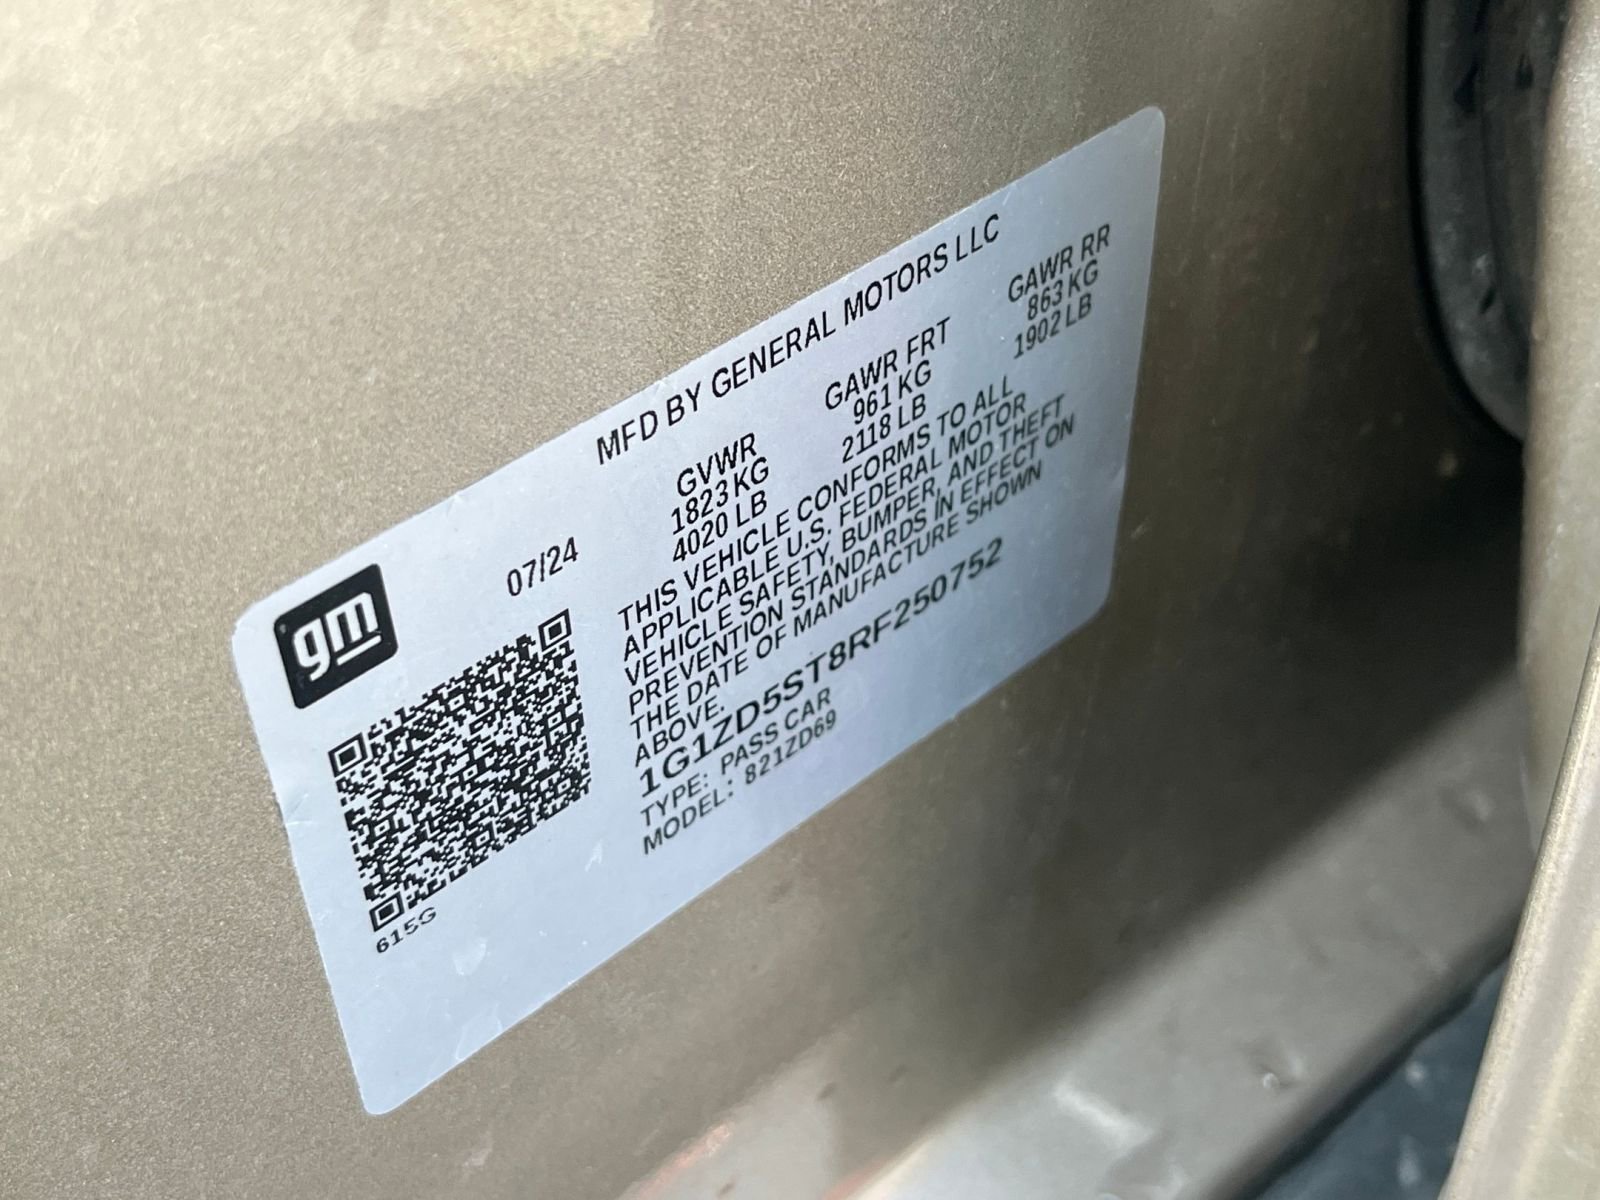 MFD BY GENERAL MOTORS LLC
gm
07/24
GVWR GAWR FRT GAWR RR
1823 KG 961 KG 863 KG
4020 LB 2118 LB 1902 LB
THIS VEHICLE CONFORMS TO ALL
APPLICABLE U.S. FEDERAL MOTOR
VEHICLE SAFETY, BUMPER, AND THEFT
PREVENTION STANDARDS IN EFFECT ON
THE DATE OF MANUFACTURE SHOWN
ABOVE.
1G1ZD5ST8RF250752
TYPE: PASS CAR
MODEL: 821ZD69
615G